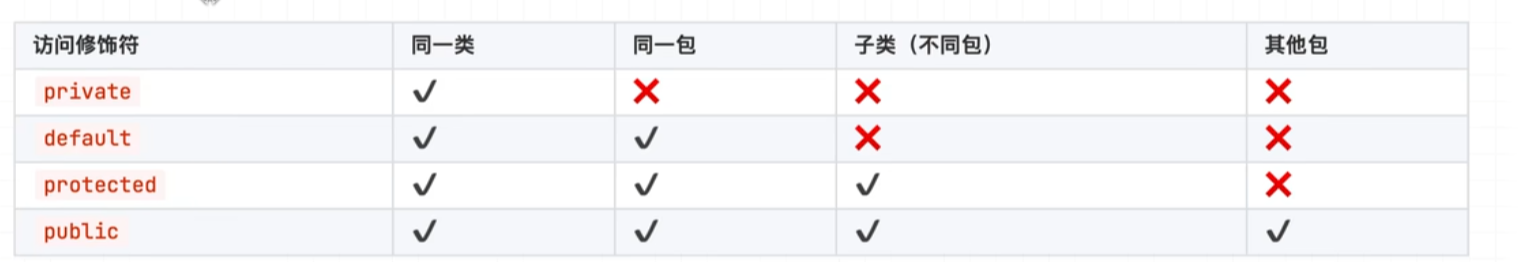 访问修饰符 同一类 同一包 子类（不同包） 其他包
private ✔ ❌ ❌ ❌
default ✔ ✔ ❌ ❌
protected ✔ ✔ ✔ ❌
public ✔ ✔ ✔ ✔